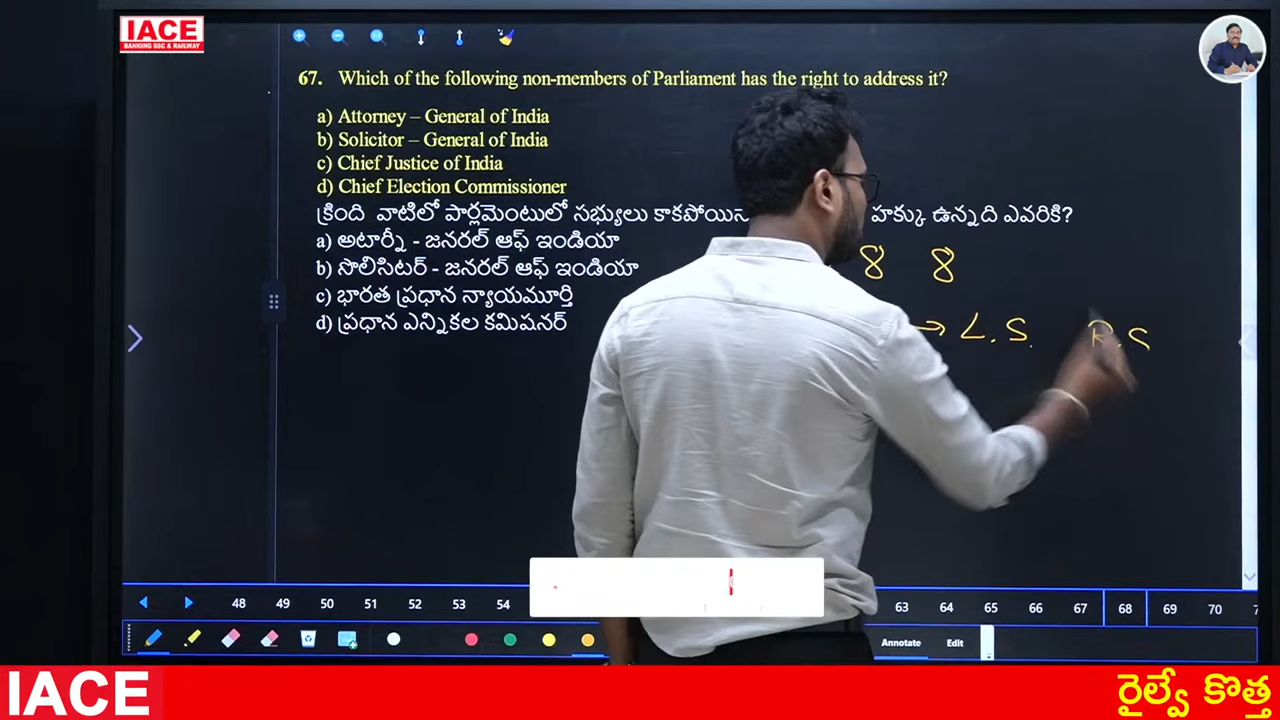 IACE
BANKING SSC & RAILWAY
67. Which of the following non-members of Parliament has the right to address it?
a) Attorney – General of India
b) Solicitor – General of India
c) Chief Justice of India
d) Chief Election Commissioner
క్రింది వాటిలో పార్లమెంటులో సభ్యులు హక్కు ఉన్నది ఎవరికి?
a) అటార్నీ - జనరల్ ఆఫ్ ఇండియా
b) సొలిసిటర్ - జనరల్ ఆఫ్ ఇండియా
c) భారత ప్రధాన న్యాయమూర్తి
d) ప్రధాన ఎన్నికల కమిషనర్
8 8
→ L.S. R.S
48 49 50 51 52 53 54 63 64 65 66 67 68 69 70
Annotate Edit
IACE
రైల్వే కొత్త